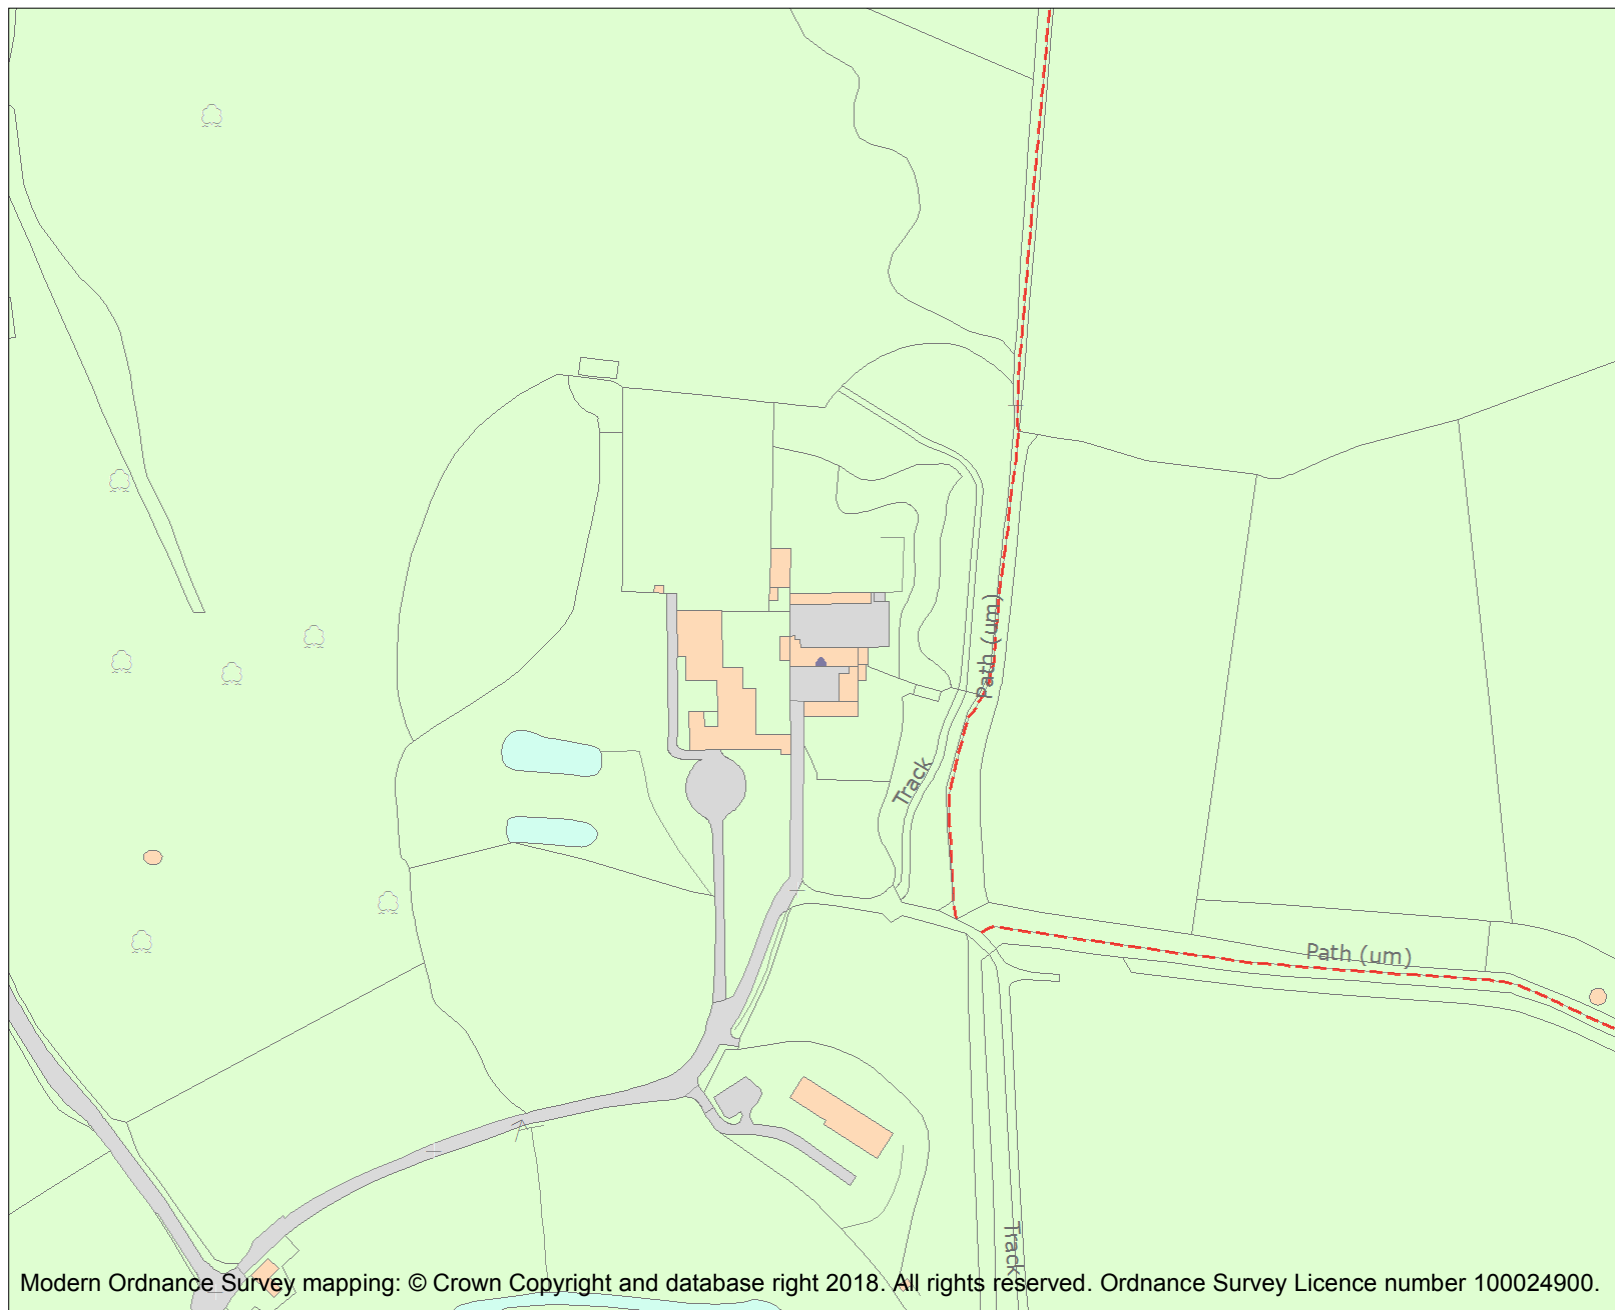 Path (um)
Track
Path (um)
Track
Modern Ordnance Survey mapping: © Crown Copyright and database right 2018. All rights reserved. Ordnance Survey Licence number 100024900.